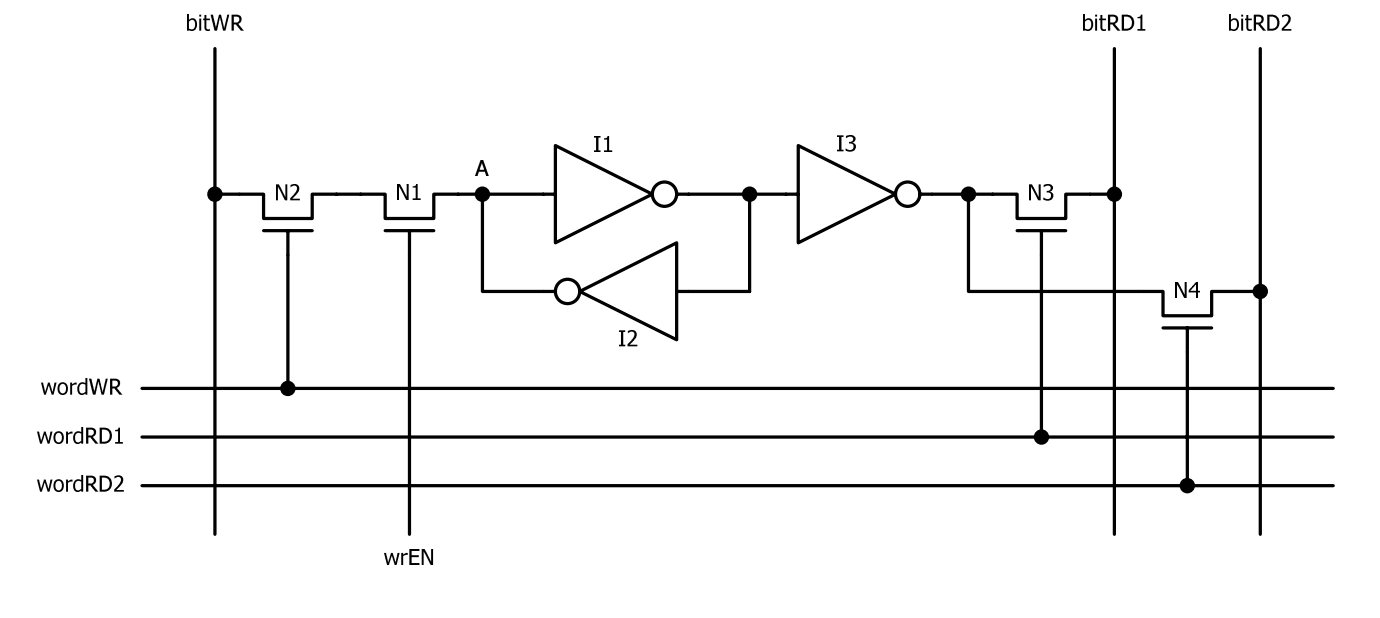 bitWR
bitRD1
bitRD2
I1
I3
A
N2
N1
N3
N4
I2
wordWR
wordRD1
wordRD2
wrEN